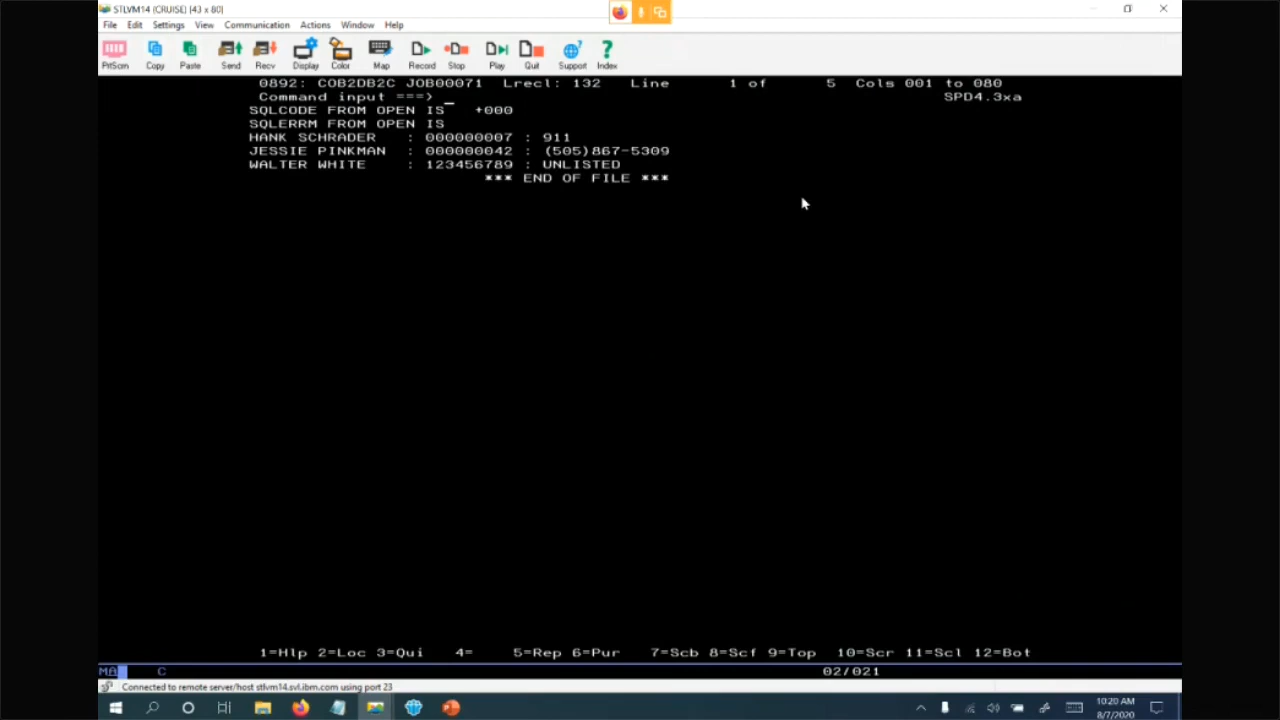 STLVM14 (CRUISE) [43 x 80]
File Edit Settings View Communication Actions Window Help
PrtScrn Copy Paste Send Recv Display Color Map Record Stop Play Quit Support Index
0892: COB2DB2C JOB00071 Lrecl: 132 Line 1 of 5 Cols 001 to 080
Command input ===> _ SPD4.3xa
SQLCODE FROM OPEN IS +000
SQLERRM FROM OPEN IS
HANK SCHRADER : 000000007 : 911
JESSIE PINKMAN : 000000042 : (505)867-5309
WALTER WHITE : 123456789 : UNLISTED
*** END OF FILE ***
1=Hlp 2=Loc 3=Qui 4= 5=Rep 6=Pur 7=Scb 8=Scf 9=Top 10=Scr 11=Scl 12=Bot
MA C 02/021
Connected to remote server/host stlvm14.svl.ibm.com using port 23
10:20 AM
8/7/2020